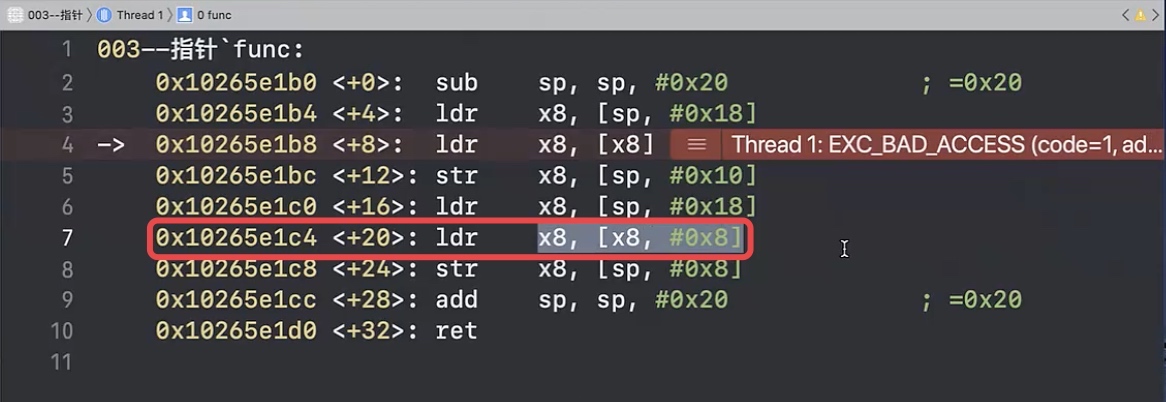 003--指针 〉 Thread 1 〉 0 func
1 003--指针`func:
2 0x10265e1b0 <+0>: sub sp, sp, #0x20 ; =0x20
3 0x10265e1b4 <+4>: ldr x8, [sp, #0x18]
4 -> 0x10265e1b8 <+8>: ldr x8, [x8] Thread 1: EXC_BAD_ACCESS (code=1, ad...
5 0x10265e1bc <+12>: str x8, [sp, #0x10]
6 0x10265e1c0 <+16>: ldr x8, [sp, #0x18]
7 0x10265e1c4 <+20>: ldr x8, [x8, #0x8]
8 0x10265e1c8 <+24>: str x8, [sp, #0x8]
9 0x10265e1cc <+28>: add sp, sp, #0x20 ; =0x20
10 0x10265e1d0 <+32>: ret
11